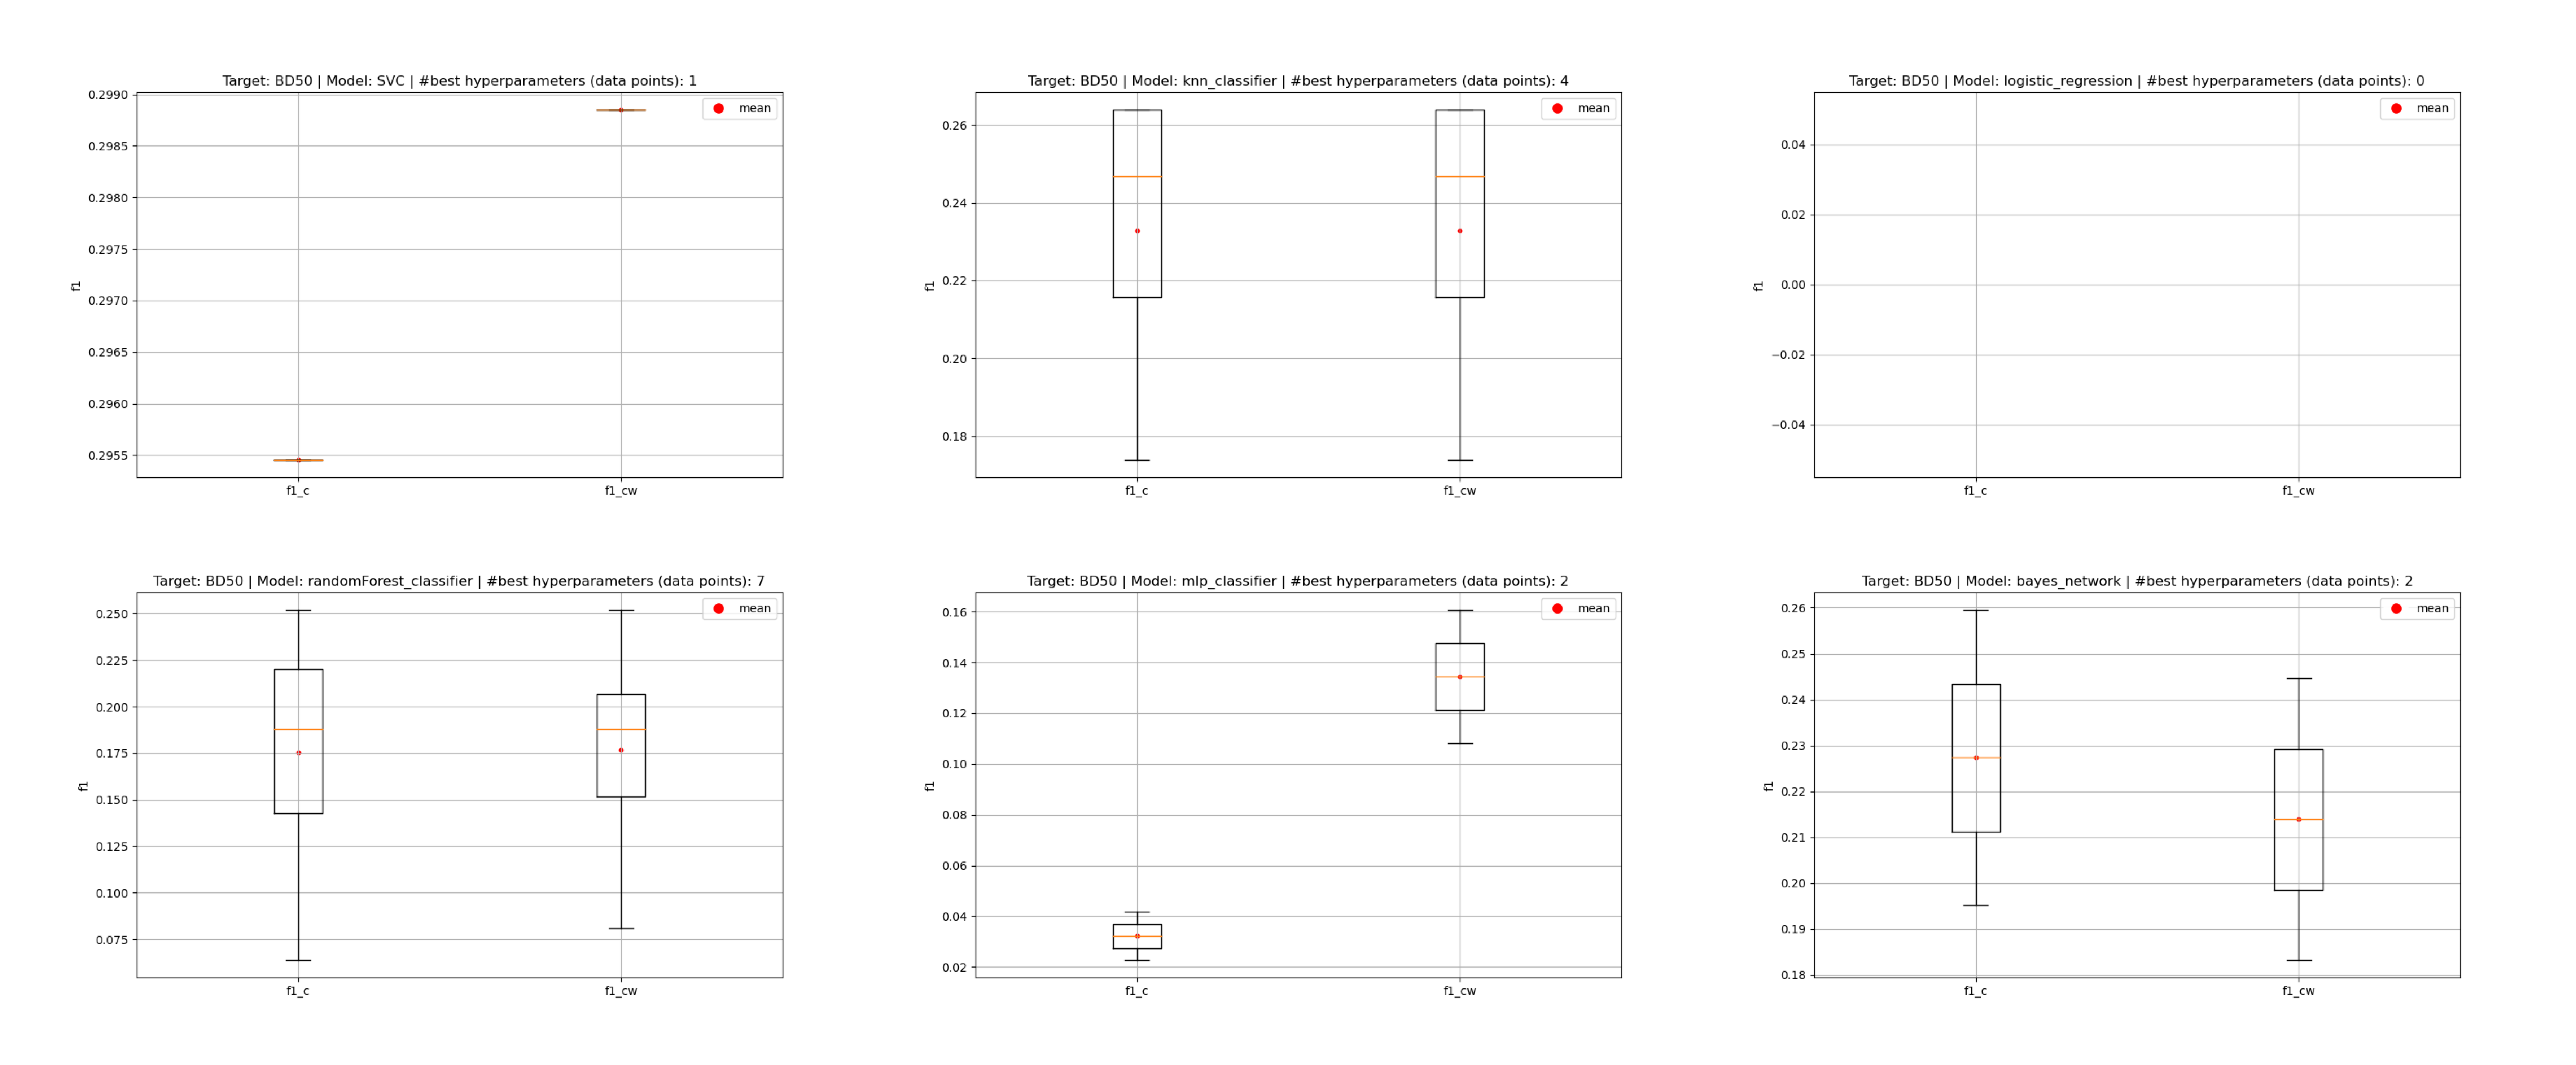 Target: BD50 | Model: SVC | #best hyperparameters (data points): 1
mean
0.2990
0.2985
0.2980
0.2975
0.2970
0.2965
0.2960
0.2955
f1
f1_c
f1_cw
Target: BD50 | Model: knn_classifier | #best hyperparameters (data points): 4
mean
0.26
0.24
0.22
0.20
0.18
f1
f1_c
f1_cw
Target: BD50 | Model: logistic_regression | #best hyperparameters (data points): 0
mean
0.04
0.02
0.00
−0.02
−0.04
f1
f1_c
f1_cw
Target: BD50 | Model: randomForest_classifier | #best hyperparameters (data points): 7
mean
0.250
0.225
0.200
0.175
0.150
0.125
0.100
0.075
f1
f1_c
f1_cw
Target: BD50 | Model: mlp_classifier | #best hyperparameters (data points): 2
mean
0.16
0.14
0.12
0.10
0.08
0.06
0.04
0.02
f1
f1_c
f1_cw
Target: BD50 | Model: bayes_network | #best hyperparameters (data points): 2
mean
0.26
0.25
0.24
0.23
0.22
0.21
0.20
0.19
0.18
f1
f1_c
f1_cw